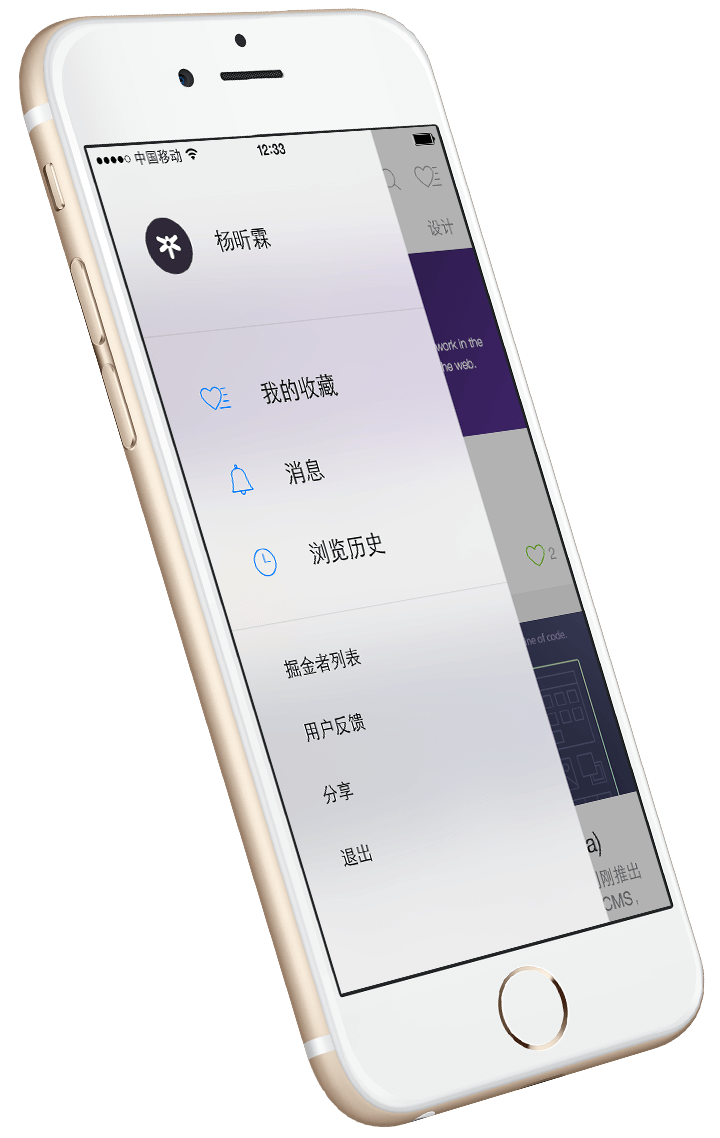 中国移动 12:33
设计
杨昕霖
work in the
he web.
我的收藏
消息
浏览历史
2
ne of code.
掘金者列表
用户反馈
分享
退出
a)
刚推出
CMS，